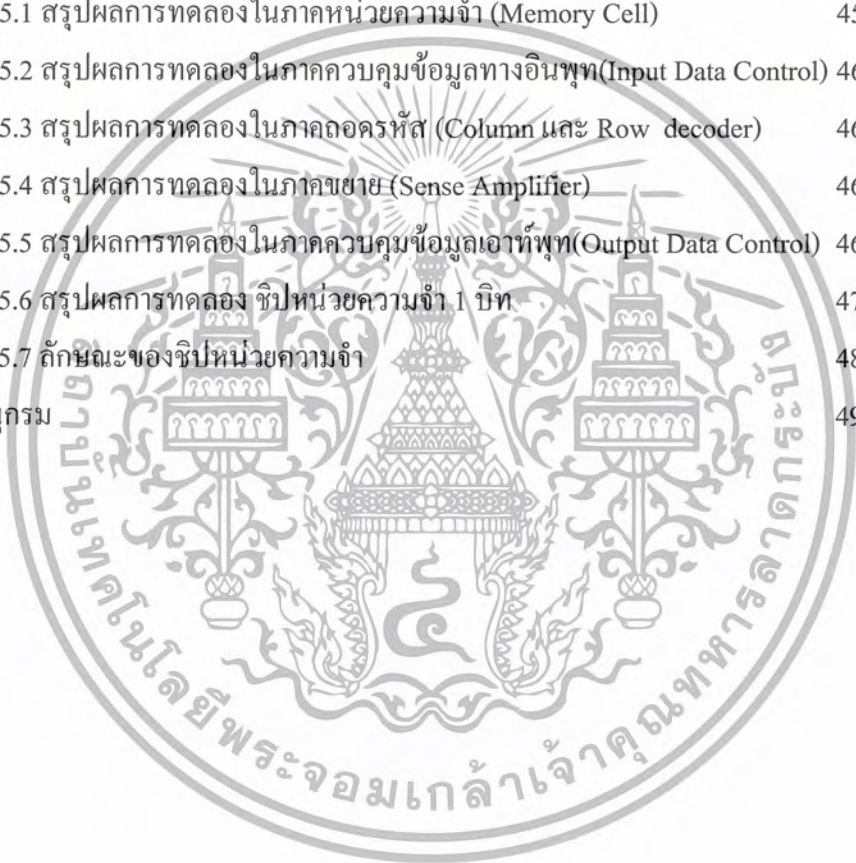 5.1 สรุปผลการทดลองในภาคหน่วยความจำ (Memory Cell) 45
5.2 สรุปผลการทดลองในภาคควบคุมข้อมูลทางอินพุท(Input Data Control) 46
5.3 สรุปผลการทดลองในภาคถอดรหัส (Column และ Row decoder) 46
5.4 สรุปผลการทดลองในภาคขยาย (Sense Amplifier) 46
5.5 สรุปผลการทดลองในภาคควบคุมข้อมูลเอาท์พุท(Output Data Control) 46
5.6 สรุปผลการทดลอง ชิปหน่วยความจำ 1 บิท 47
5.7 ลักษณะของชิปหน่วยความจำ 48
49
สถาบันเทคโนโลยีพระจอมเกล้าเจ้าคุณทหารลาดกระบัง